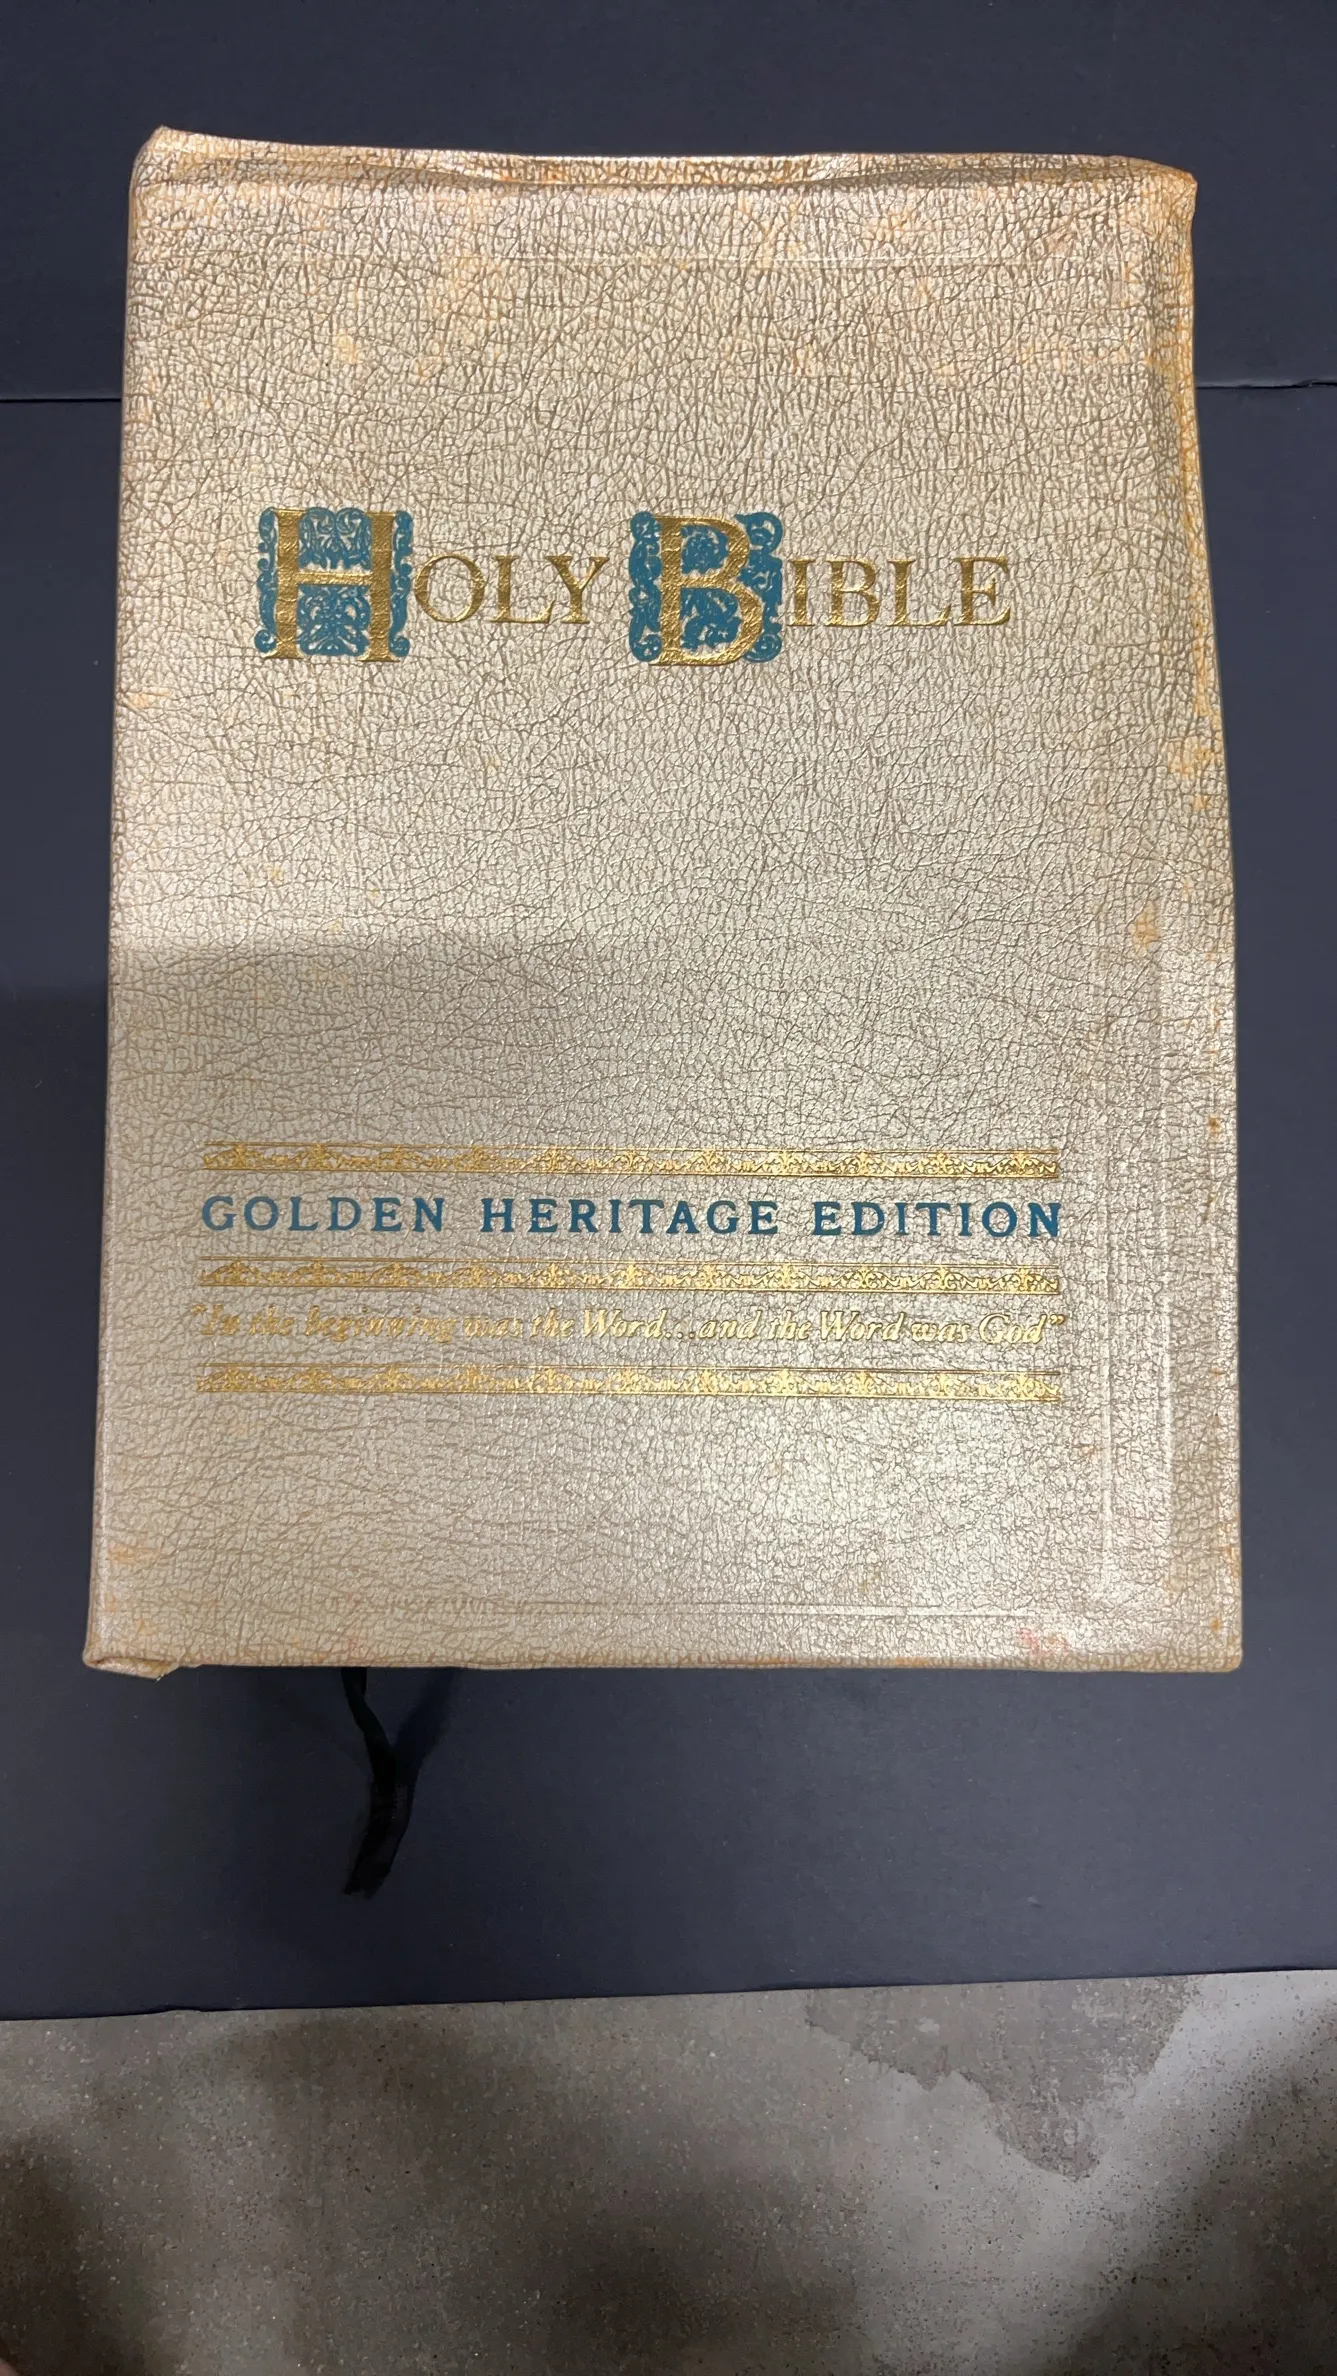 HOLY BIBLE
GOLDEN HERITAGE EDITION
"In the beginning was the Word...and the Word was God"